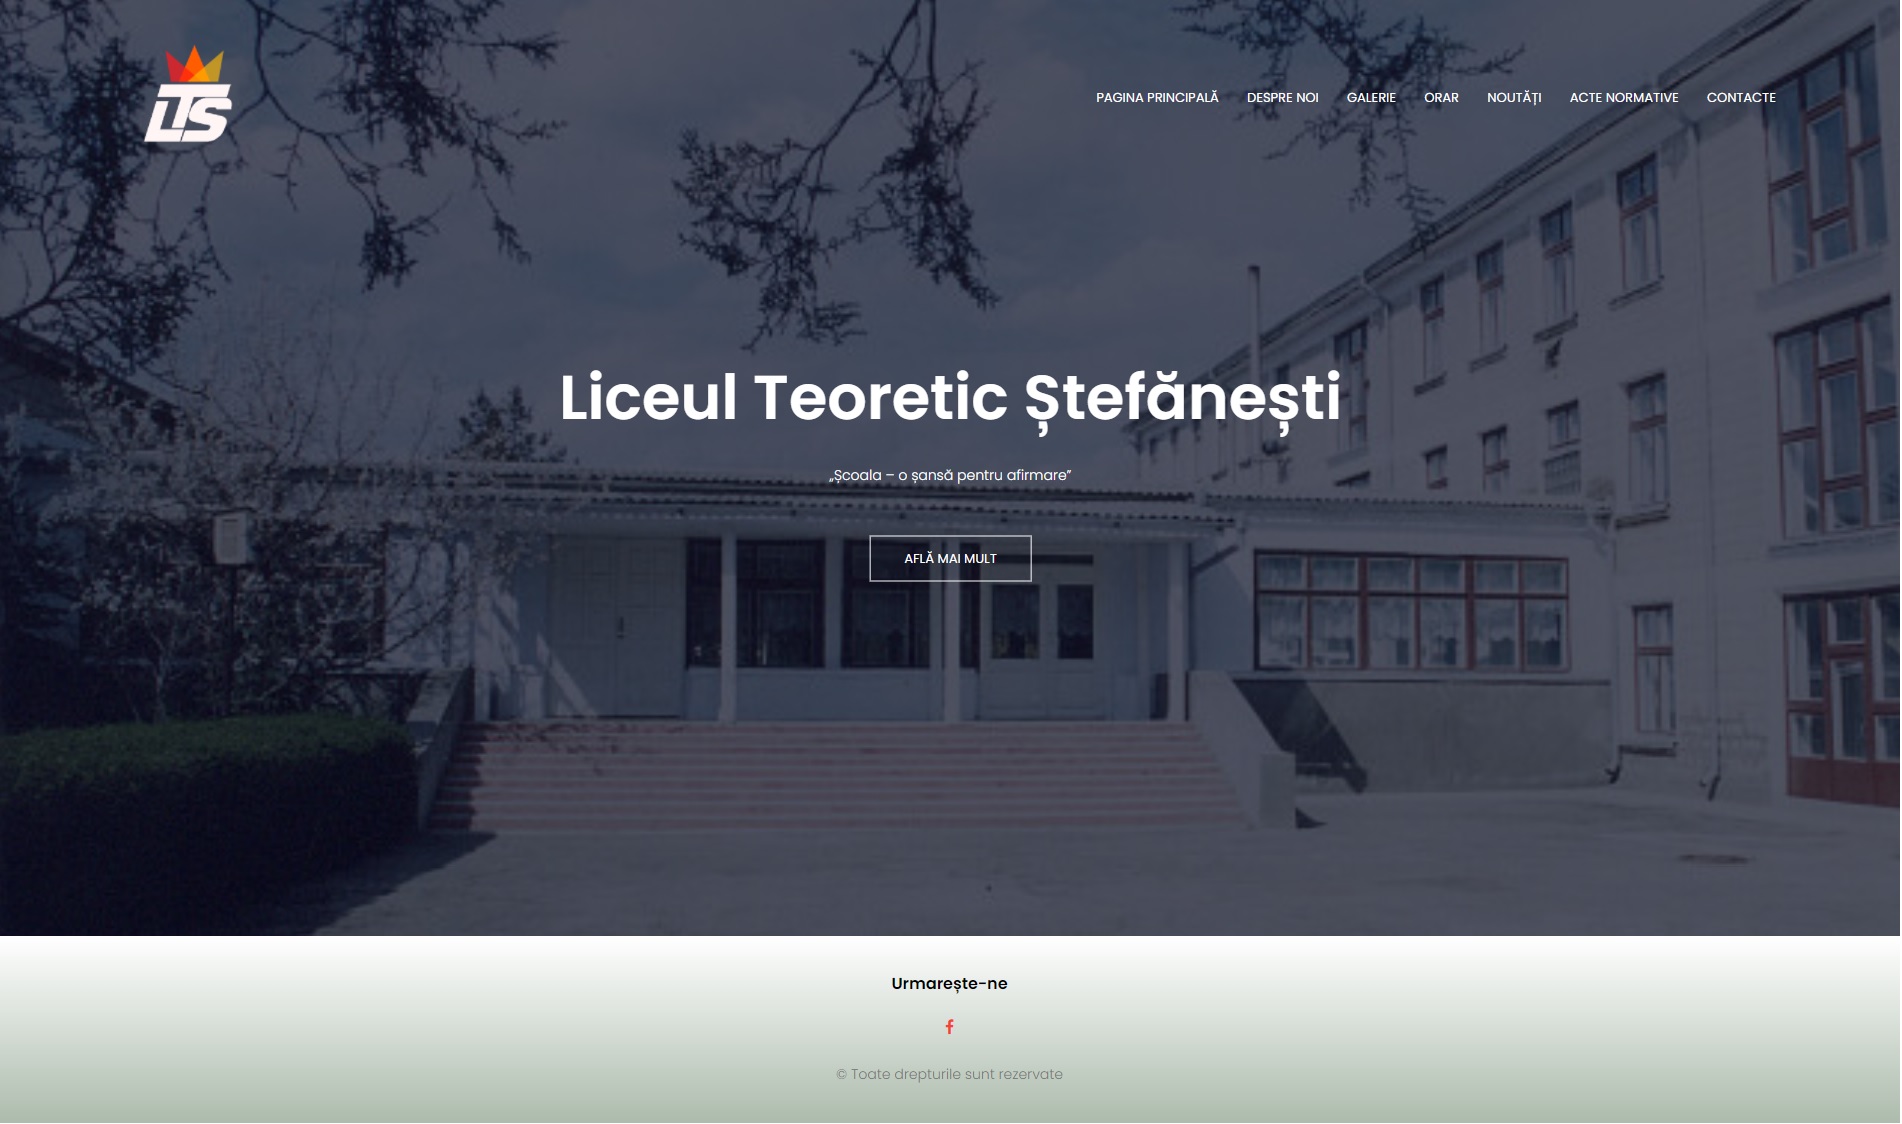 LTS
PAGINA PRINCIPALĂ DESPRE NOI GALERIE ORAR NOUTĂȚI ACTE NORMATIVE CONTACTE
Liceul Teoretic Ștefănești
„Școala – o șansă pentru afirmare”
AFLĂ MAI MULT
Urmarește-ne
© Toate drepturile sunt rezervate